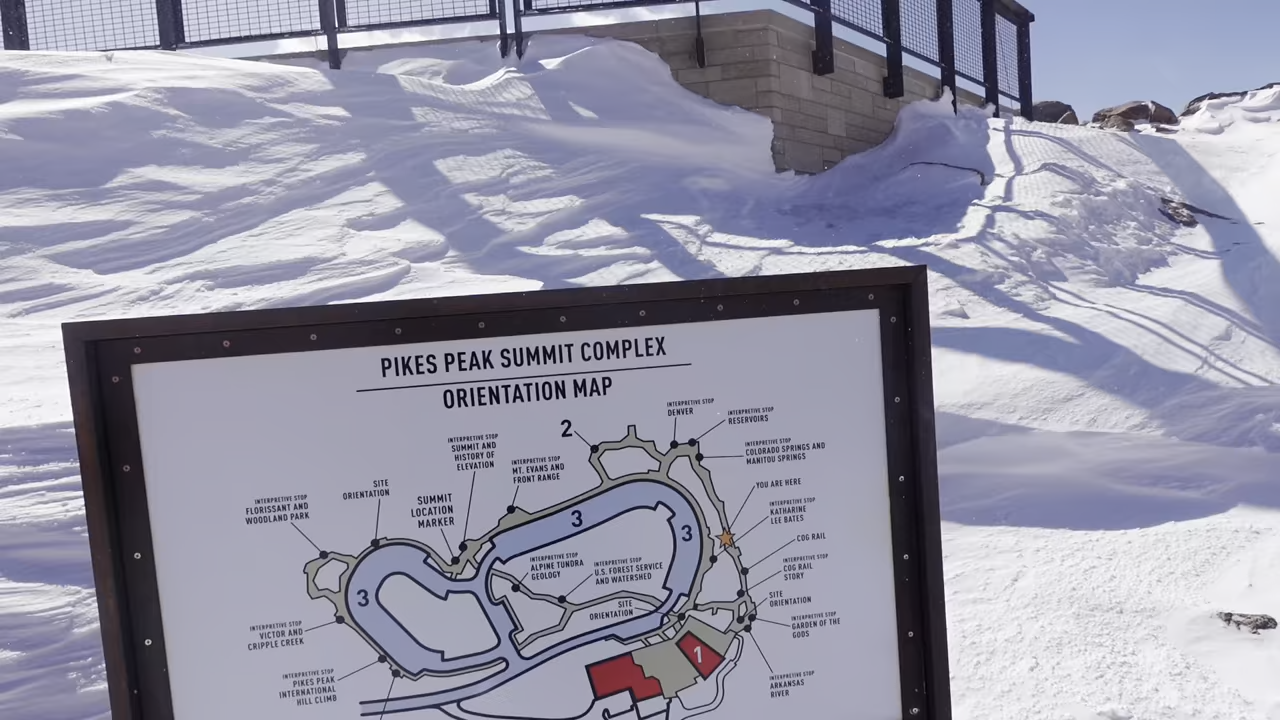 PIKES PEAK SUMMIT COMPLEX
ORIENTATION MAP
INTERPRETIVE STOP
DENVER
INTERPRETIVE STOP
RESERVOIRS
2
INTERPRETIVE STOP
SUMMIT AND
HISTORY OF
ELEVATION
INTERPRETIVE STOP
COLORADO SPRINGS AND
MANITOU SPRINGS
INTERPRETIVE STOP
MT. EVANS AND
FRONT RANGE
SITE
ORIENTATION
YOU ARE HERE
INTERPRETIVE STOP
FLORISSANT AND
WOODLAND PARK
SUMMIT
LOCATION
MARKER
INTERPRETIVE STOP
KATHARINE
LEE BATES
3
3
COG RAIL
INTERPRETIVE STOP
ALPINE TUNDRA
GEOLOGY
INTERPRETIVE STOP
U.S. FOREST SERVICE
AND WATERSHED
INTERPRETIVE STOP
COG RAIL
STORY
3
SITE
ORIENTATION
SITE
ORIENTATION
INTERPRETIVE STOP
VICTOR AND
CRIPPLE CREEK
INTERPRETIVE STOP
GARDEN OF THE
GODS
1
INTERPRETIVE STOP
PIKES PEAK
INTERNATIONAL
HILL CLIMB
INTERPRETIVE STOP
ARKANSAS
RIVER